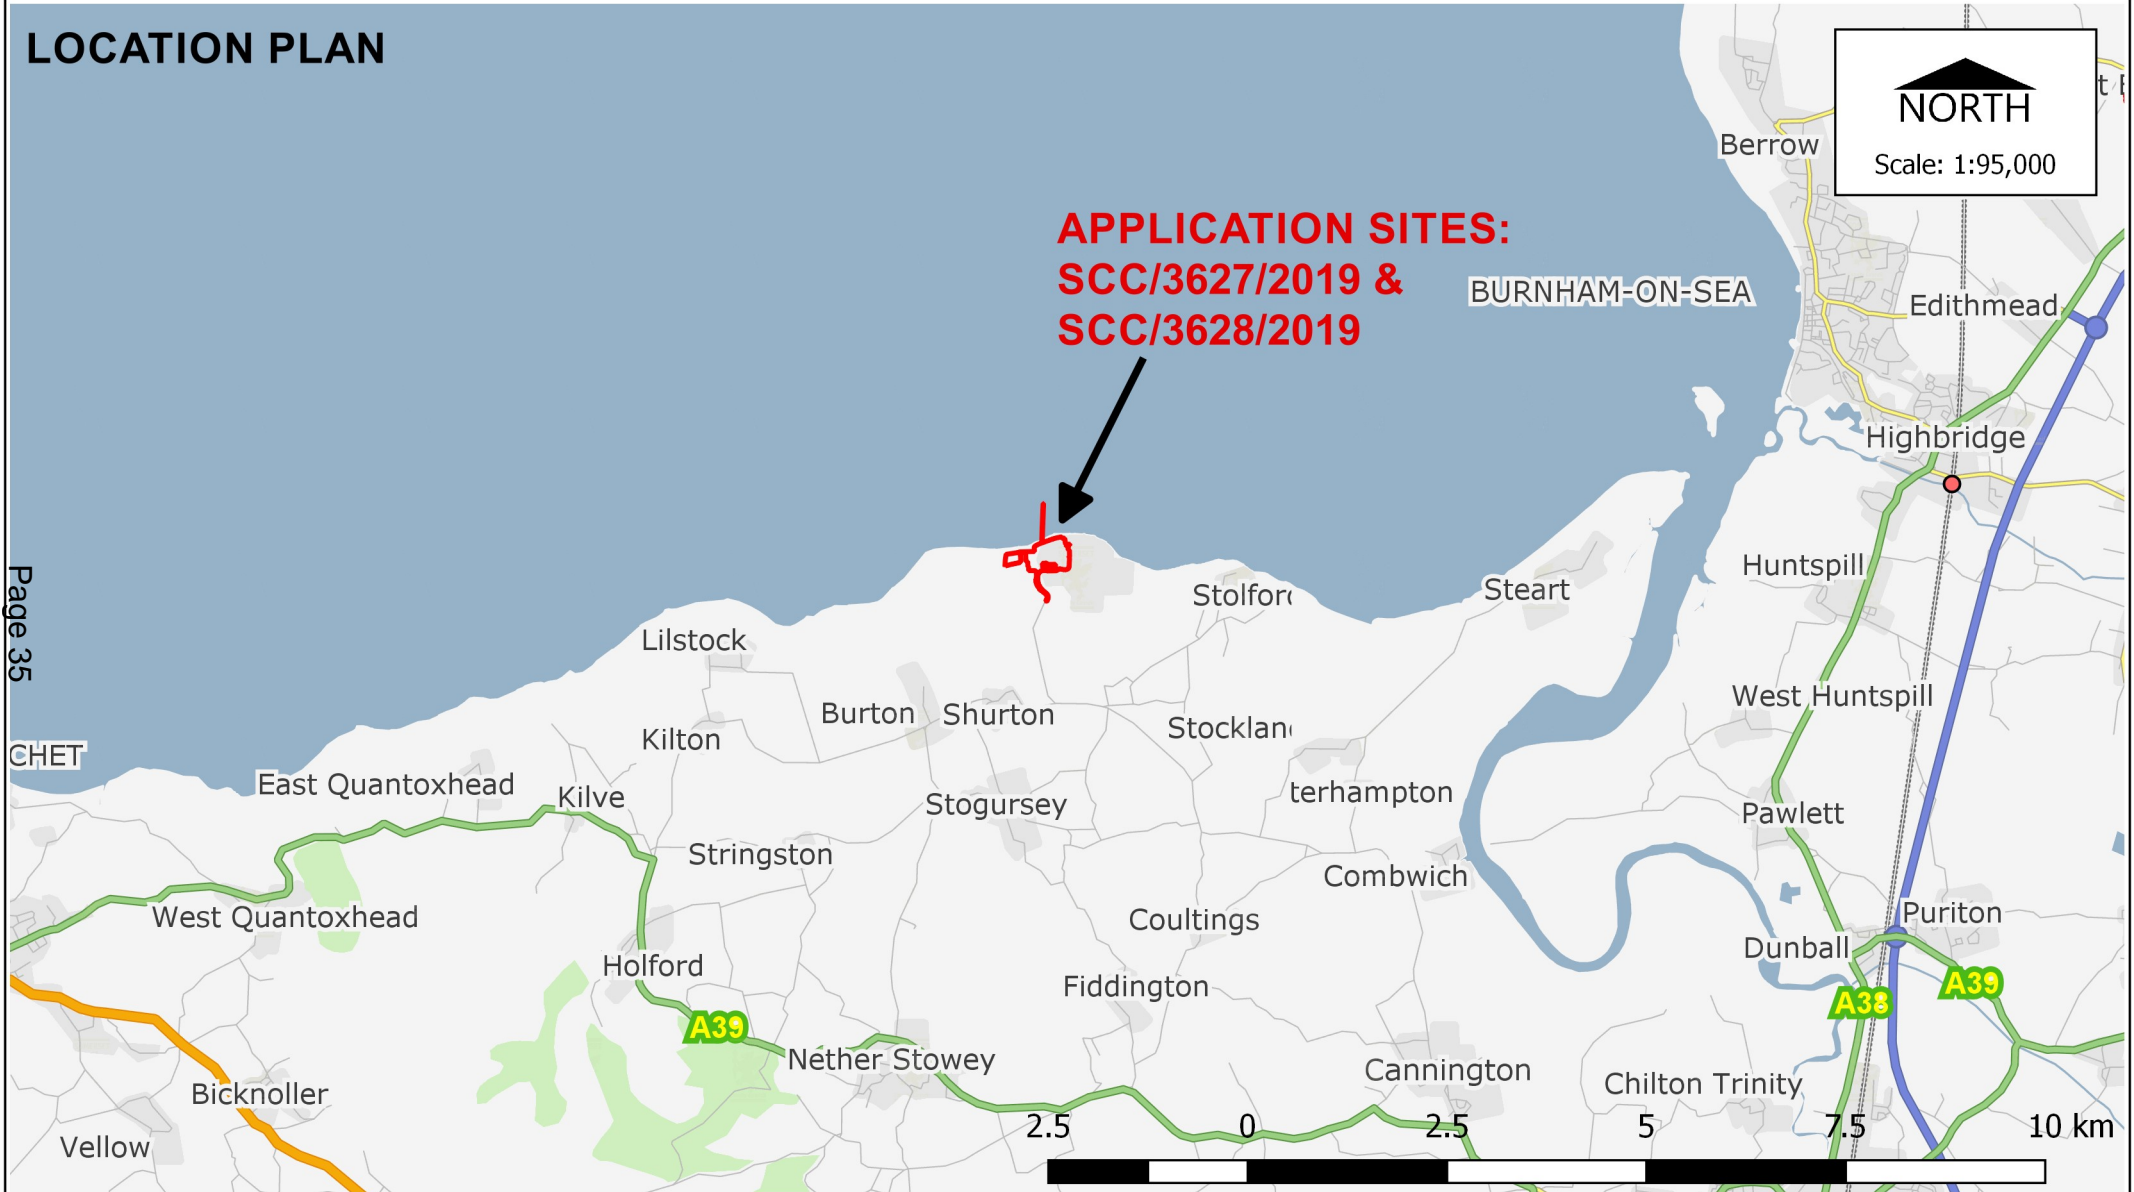 LOCATION PLAN
NORTH
Scale: 1:95,000
Berrow
APPLICATION SITES:
SCC/3627/2019 &
SCC/3628/2019
BURNHAM-ON-SEA
Edithmead
Highbridge
Huntspill
Steart
Stolford
Page 35
Lilstock
West Huntspill
Burton
Shurton
Stocklan
Kilton
CHET
East Quantoxhead
Kilve
terhampton
Stogursey
Pawlett
Stringston
Combwich
West Quantoxhead
Coultings
Puriton
Dunball
Holford
Fiddington
A39
A38
A39
Nether Stowey
Cannington
Chilton Trinity
Bicknoller
Vellow
2.5 0 2.5 5 7.5 10 km